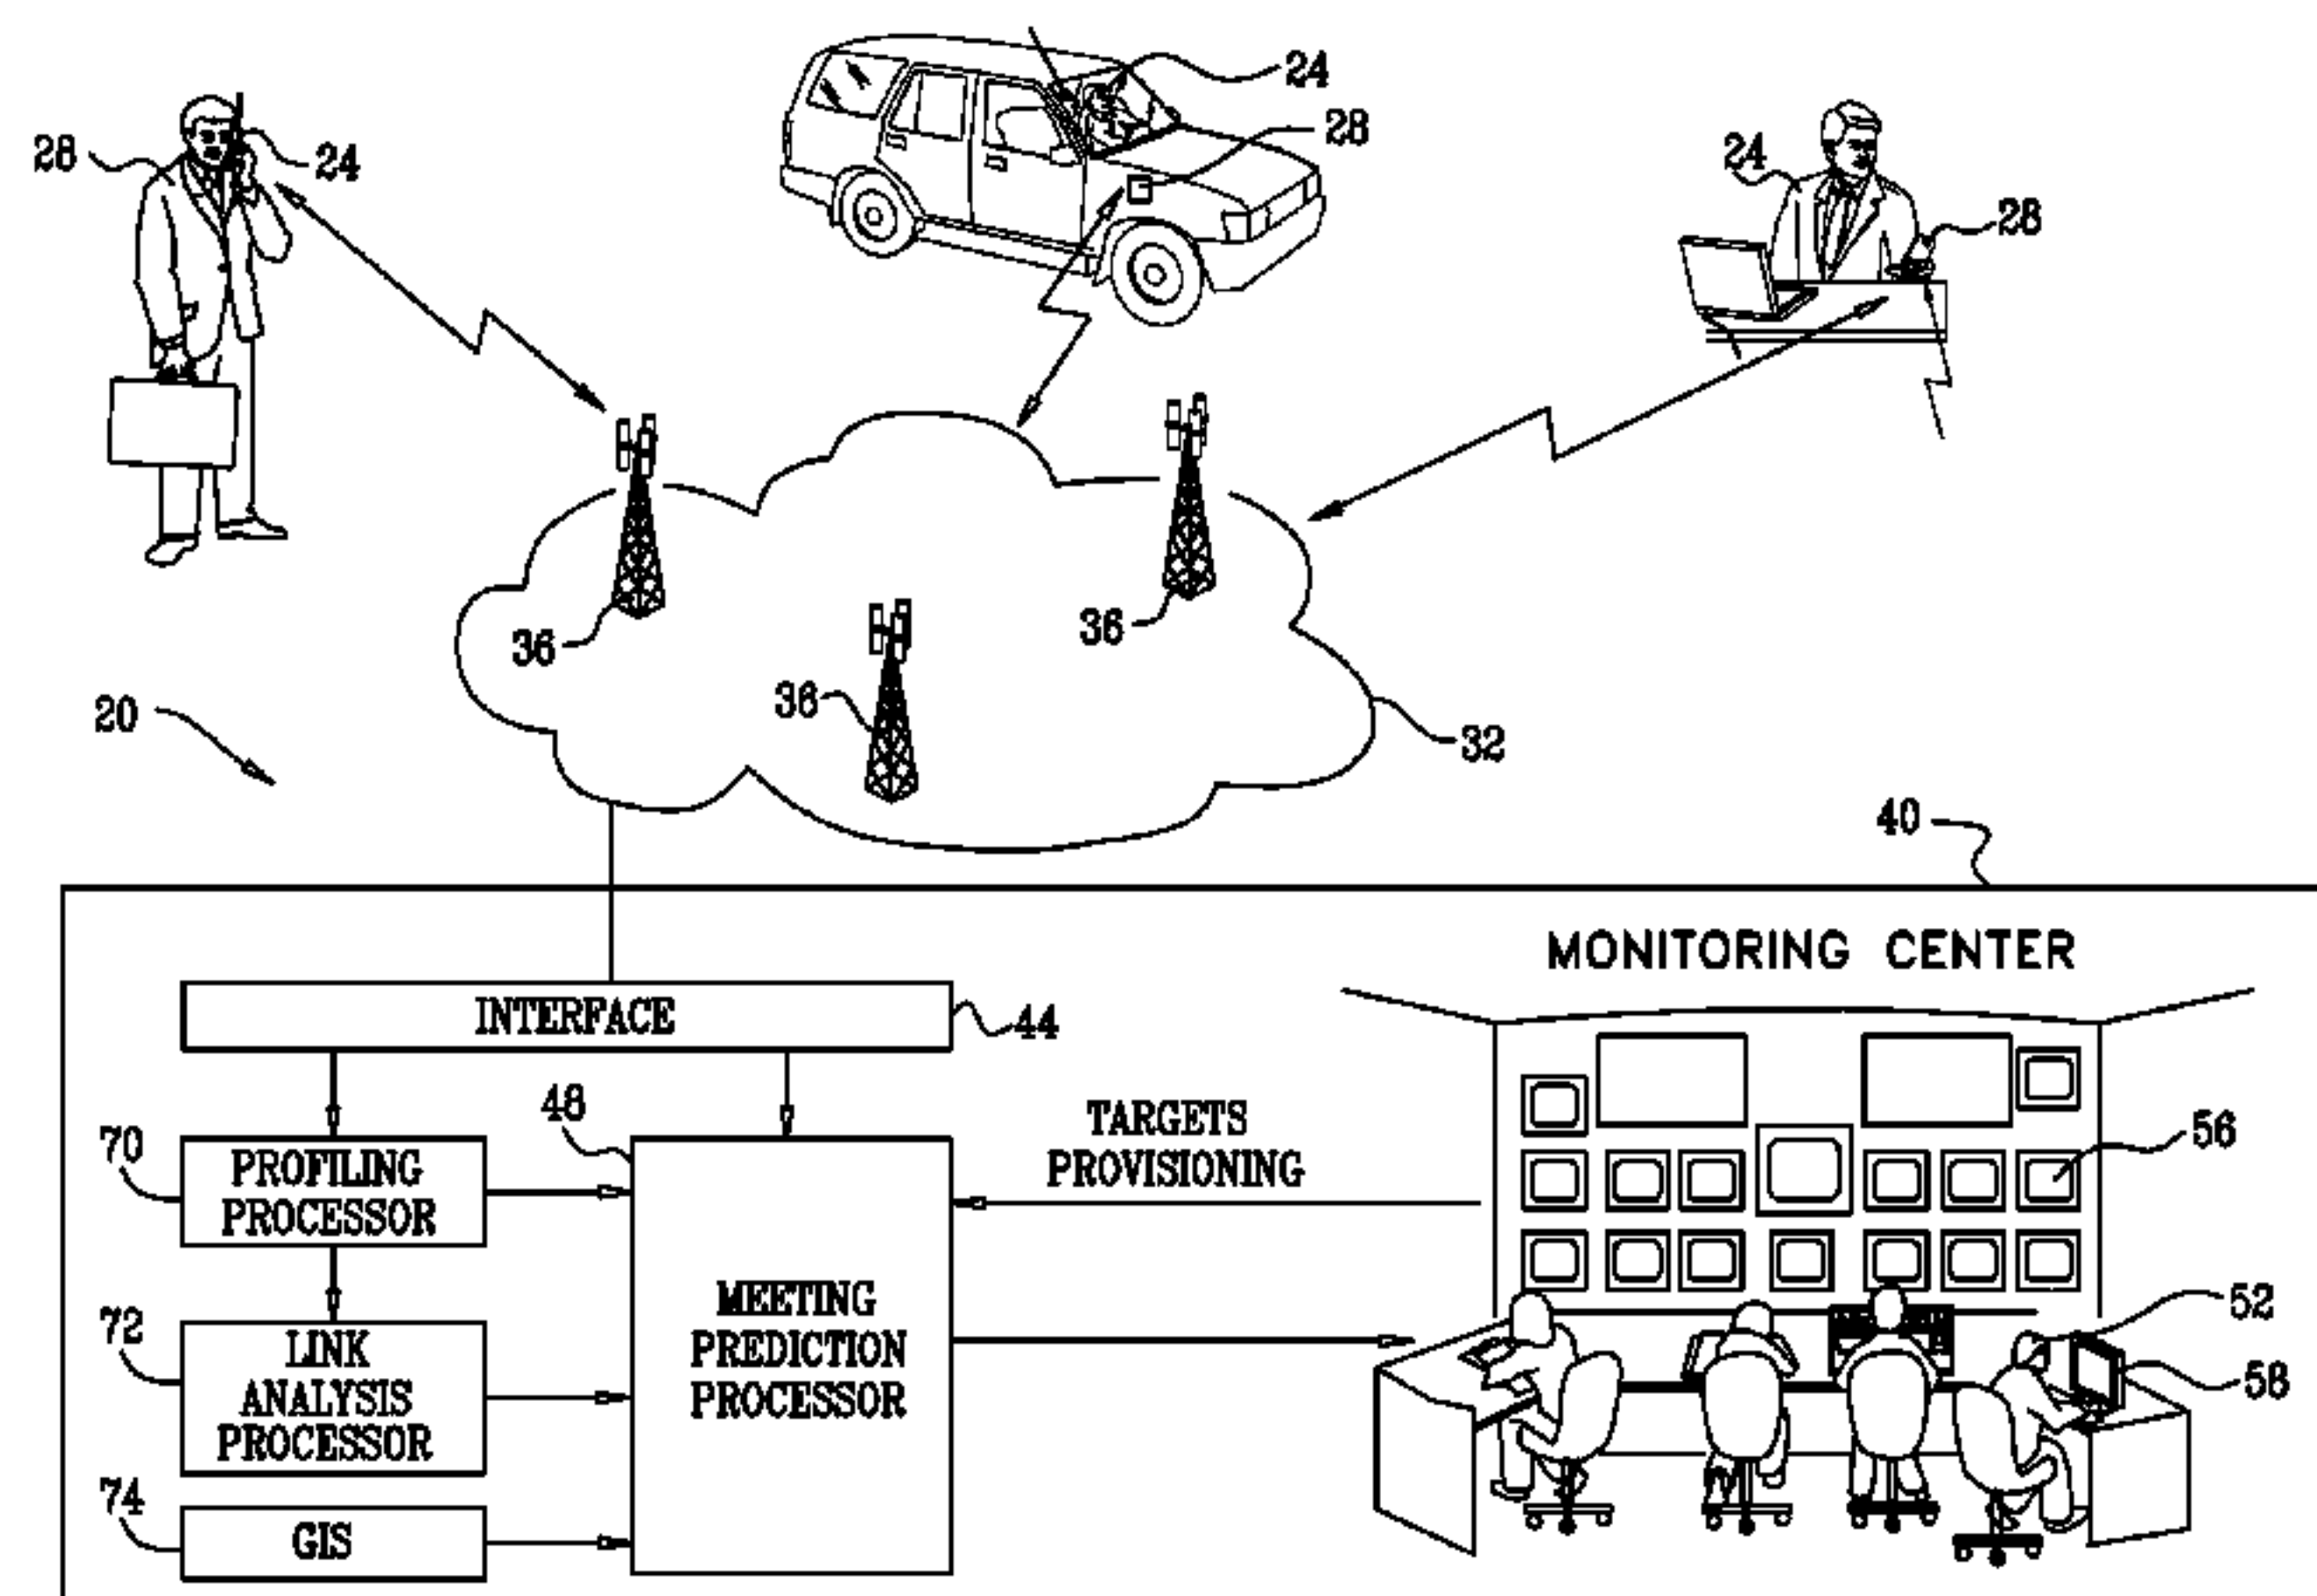 24
28
28
24
24
28
36
36
36
20
32
40
MONITORING CENTER
INTERFACE
44
48
TARGETS
PROVISIONING
56
70
PROFILING
PROCESSOR
MEETING
PREDICTION
PROCESSOR
52
72
LINK
ANALYSIS
PROCESSOR
58
74
GIS